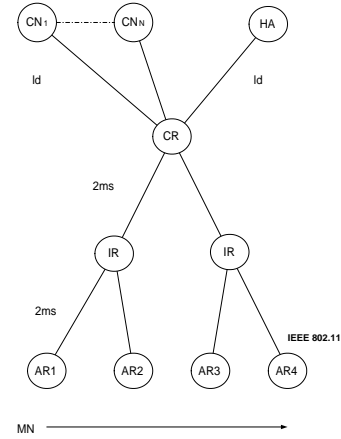 CN1 CNN HA
ld ld
CR
2ms
IR IR
2ms
IEEE 802.11
AR1 AR2 AR3 AR4
MN